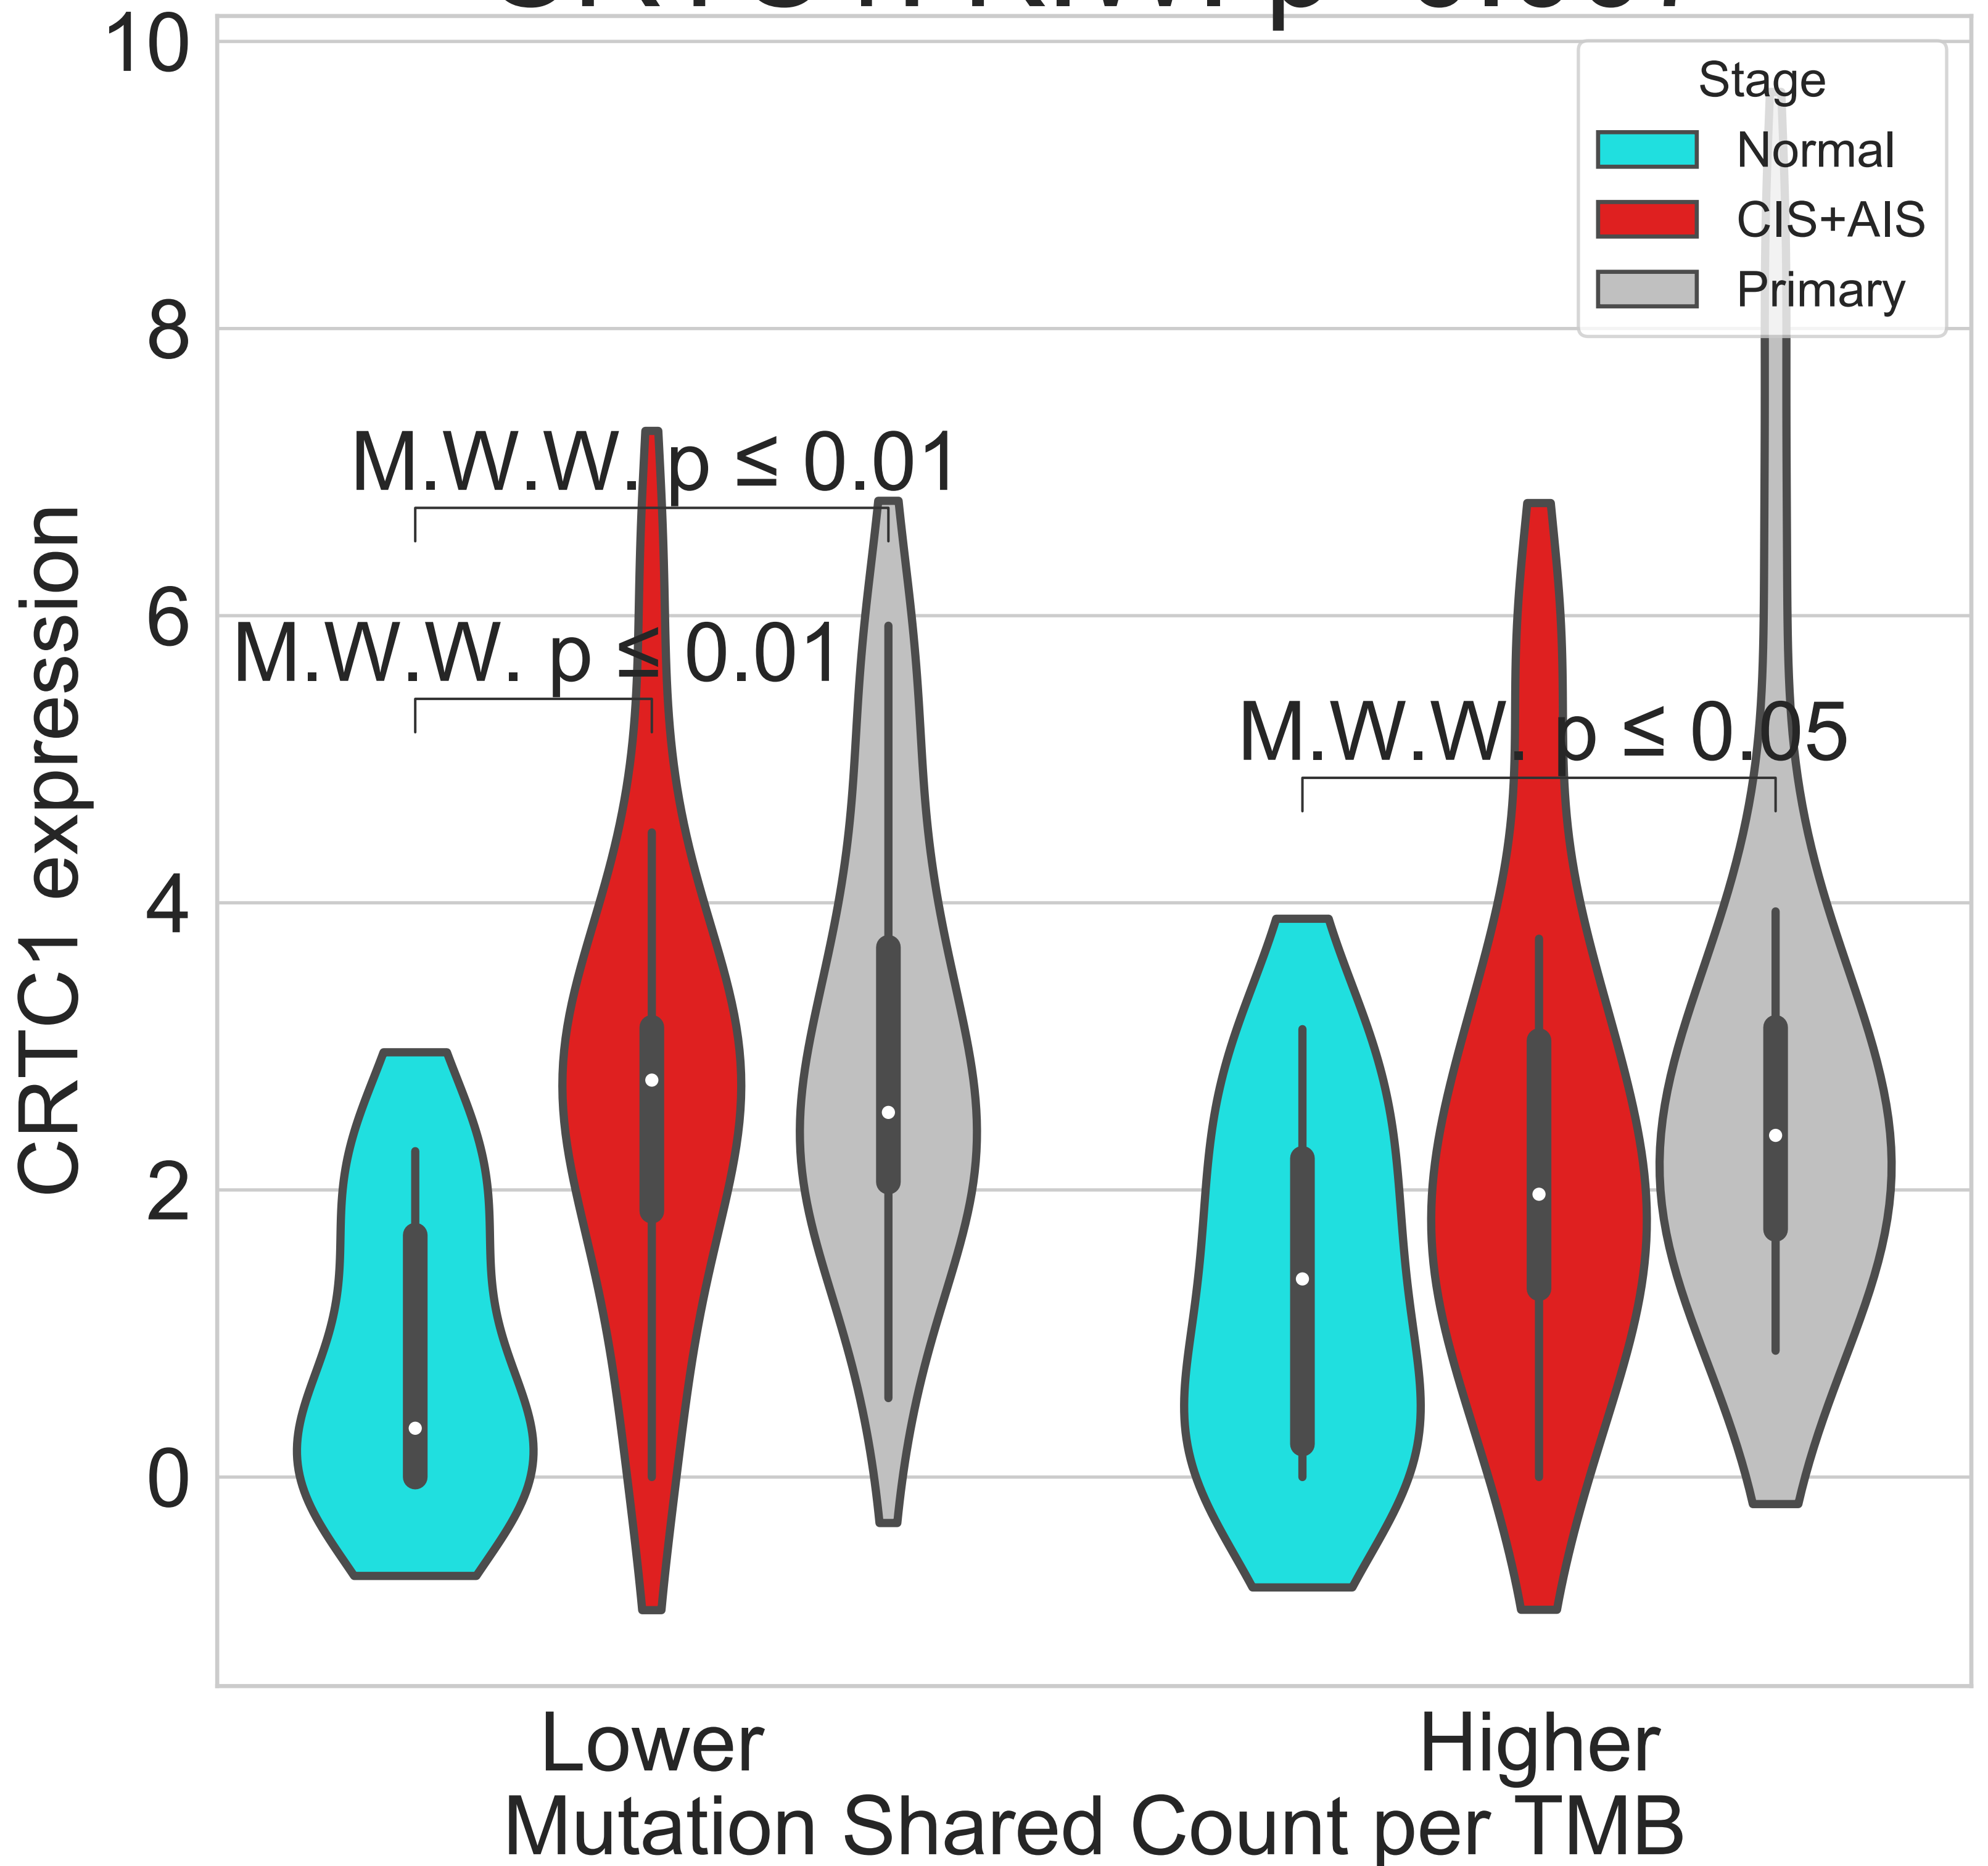 10
8
6
4
2
0
CRTC1 expression
Stage
Normal
CIS+AIS
Primary
M.W.W. p ≤ 0.01
M.W.W. p ≤ 0.01
M.W.W. p ≤ 0.05
Lower
Higher
Mutation Shared Count per TMB